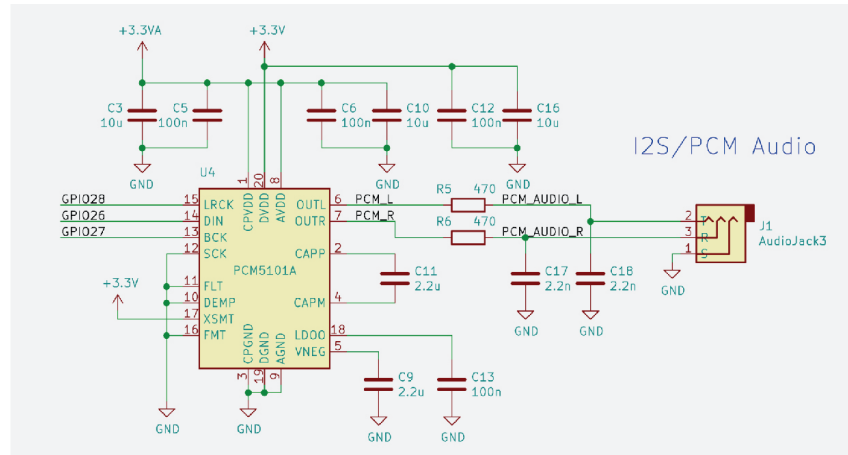 +3.3VA
+3.3V
C3
10u
C5
100n
C6
100n
C10
10u
C12
100n
C16
10u
I2S/PCM Audio
GND
GND
GND
GND
U4
1
20
8
CPVDD
DVDD
AVDD
GPIO28
15
LRCK
OUTL
6
PCM_L
R5
470
PCM_AUDIO_L
GPIO26
14
DIN
OUTR
7
PCM_R
R6
470
PCM_AUDIO_R
GPIO27
13
BCK
12
SCK
CAPP
2
2
T
3
R
1
S
J1
AudioJack3
PCM5101A
C11
2.2u
C17
2.2n
C18
2.2n
GND
+3.3V
11
FLT
10
DEMP
CAPM
4
17
XSMT
16
FMT
LDOO
18
VNEG
5
GND
GND
CPGND
DGND
AGND
3
19
9
C9
2.2u
C13
100n
GND
GND
GND
GND